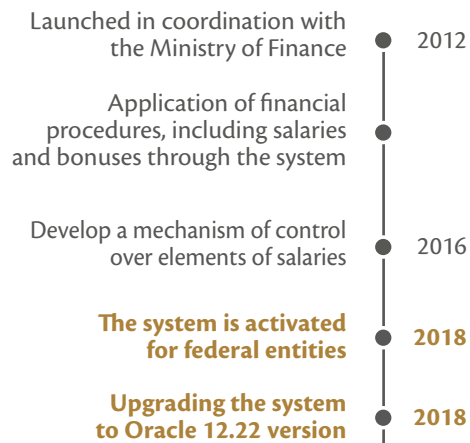 Launched in coordination with
the Ministry of Finance
2012
Application of financial
procedures, including salaries
and bonuses through the system
Develop a mechanism of control
over elements of salaries
2016
The system is activated
for federal entities
2018
Upgrading the system
to Oracle 12.22 version
2018